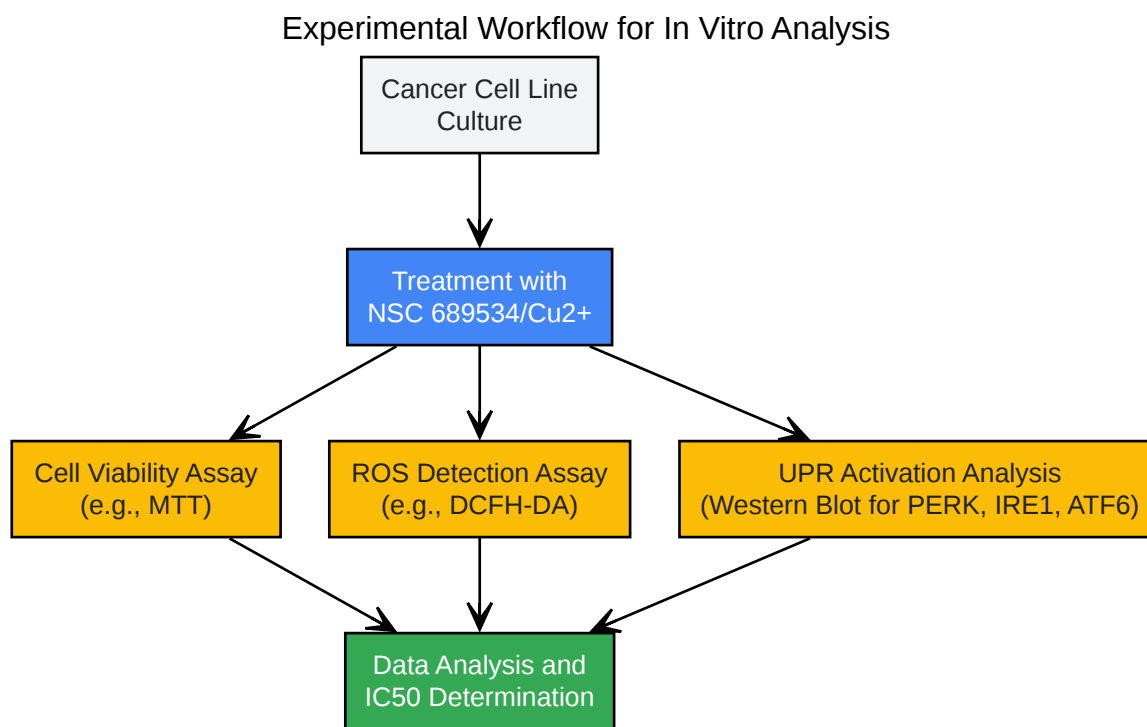 Experimental Workflow for In Vitro Analysis
Cancer Cell Line
Culture
Treatment with
NSC 689534/Cu2+
Cell Viability Assay
(e.g., MTT)
ROS Detection Assay
(e.g., DCFH-DA)
UPR Activation Analysis
(Western Blot for PERK, IRE1, ATF6)
Data Analysis and
IC50 Determination